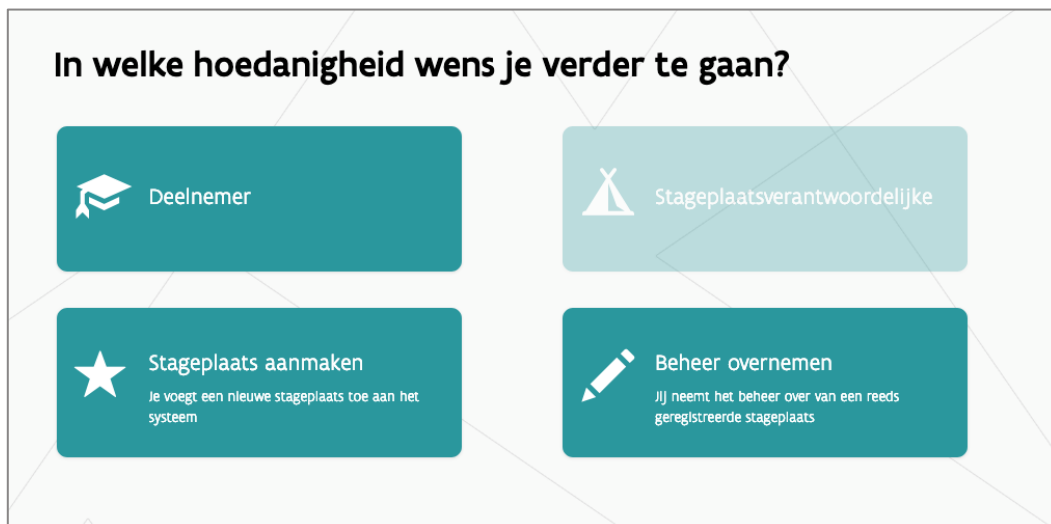 In welke hoedanigheid wens je verder te gaan?
Deelnemer
Stageplaatsverantwoordelijke
Stageplaats aanmaken
Je voegt een nieuwe stageplaats toe aan het
systeem
Beheer overnemen
Jij neemt het beheer over van een reeds
geregistreerde stageplaats